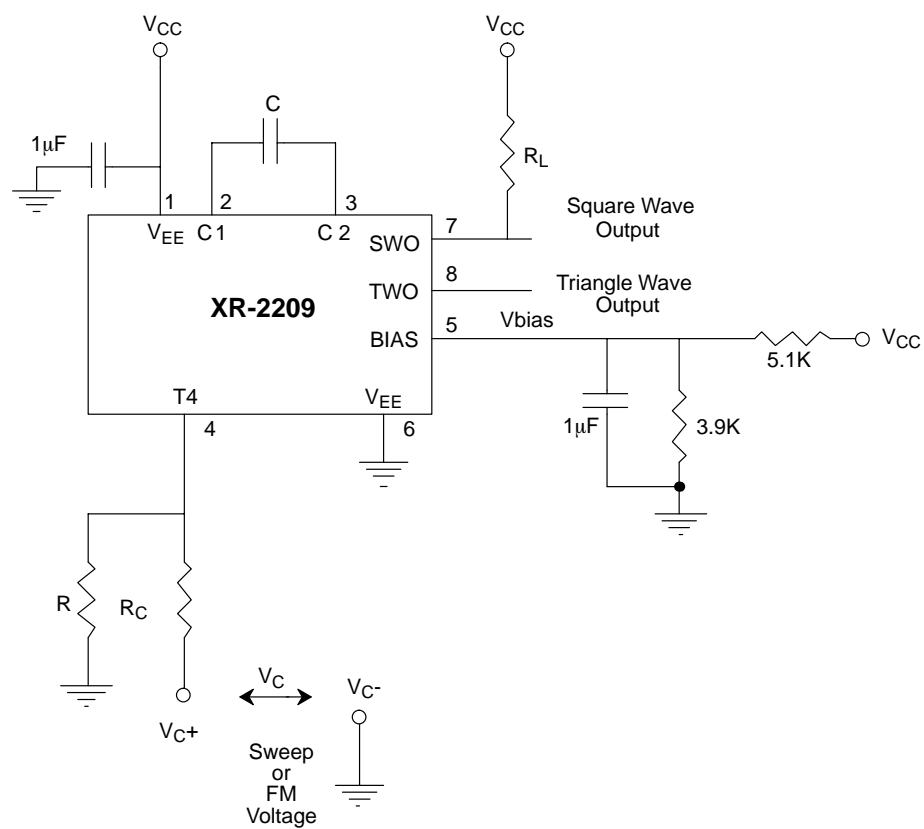 VCC
VCC
C
1µF
RL
1
2
3
VEE
C1
C2
7
Square Wave
Output
SWO
XR-2209
8
TWO
Triangle Wave
Output
5
Vbias
BIAS
VCC
5.1K
T4
VEE
4
6
1µF
3.9K
R
RC
VC
VC-
VC+
Sweep
or
FM
Voltage